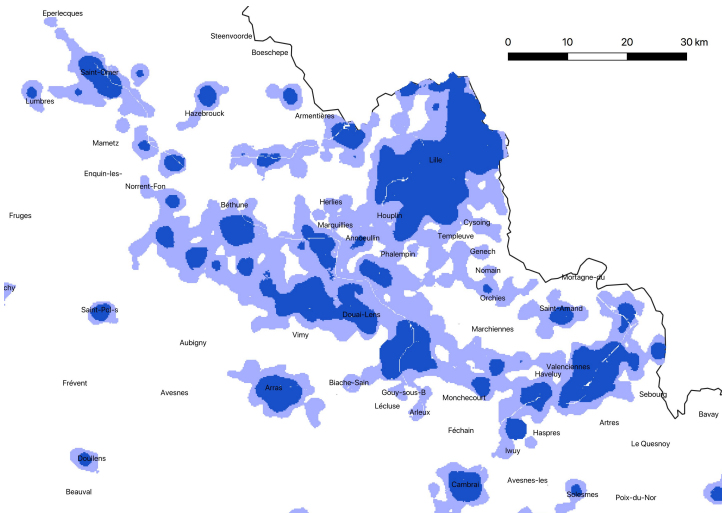 Eperlecques
Steenvoorde
Boeschepe
0 10 20 30 km
Saint-Omer
Lumbres
Hazebrouck
Armentières
Mametz
Lille
Enquin-les-
Norrent-Fon
Fruges
Béthune
Herlies
Houplin
Marquillies
Cysoing
Annoeullin
Templeuve
Phalempin
Genech
Nomain
Mortagne-du
chy
Orchies
Saint-Pol-s
Saint-Amand
Douai-Lens
Marchiennes
Vimy
Aubigny
Valenciennes
Haveluy
Frévent
Avesnes
Arras
Biache-Sain
Gouy-sous-B
Monchecourt
Sebourg
Lécluse
Arleux
Bavay
Artres
Féchain
Haspres
Le Quesnoy
Iwuy
Doullens
Cambrai
Avesnes-les
Beauval
Solesmes
Poix-du-Nor